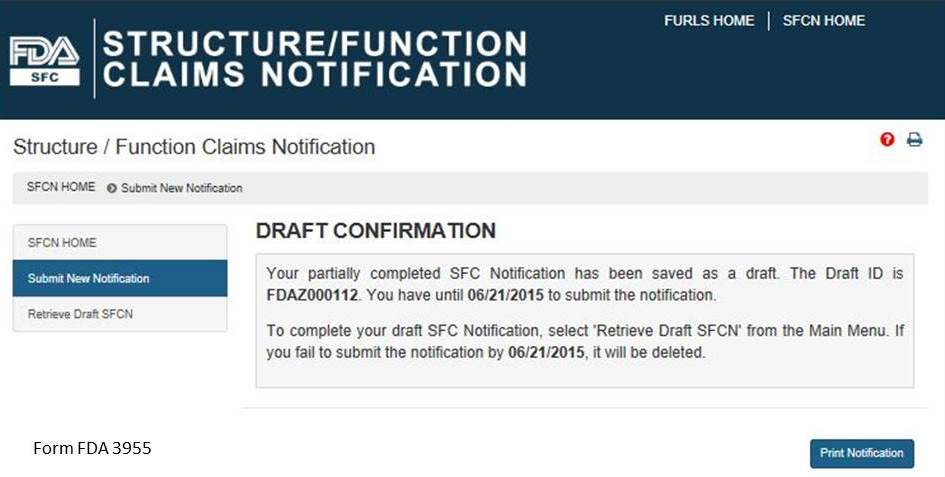 FURLS HOME | SFCN HOME
FDA
SFC
STRUCTURE/FUNCTION
CLAIMS NOTIFICATION
Structure / Function Claims Notification
?
SFCN HOME Submit New Notification
SFCN HOME
Submit New Notification
Retrieve Draft SFCN
DRAFT CONFIRMATION
Your partially completed SFC Notification has been saved as a draft. The Draft ID is
FDAZ000112. You have until 06/21/2015 to submit the notification.
To complete your draft SFC Notification, select 'Retrieve Draft SFCN' from the Main Menu. If
you fail to submit the notification by 06/21/2015, it will be deleted.
Form FDA 3955
Print Notification